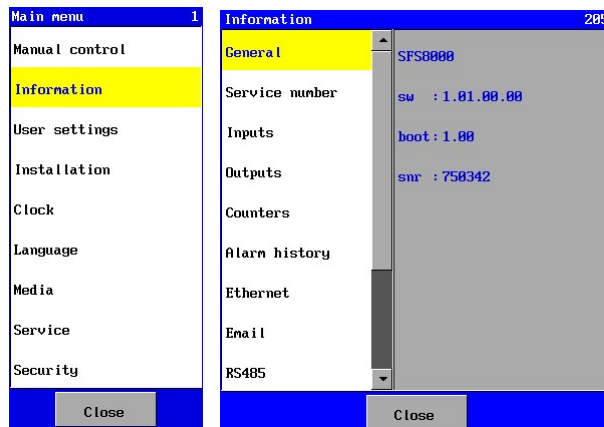 Main menu 1
Manual control
Information
User settings
Installation
Clock
Language
Media
Service
Security
Close
Information 205
General
Service number
Inputs
Outputs
Counters
Alarm history
Ethernet
Email
RS485
SFS8000
sw : 1.01.00.00
boot: 1.00
snr : 750342
Close